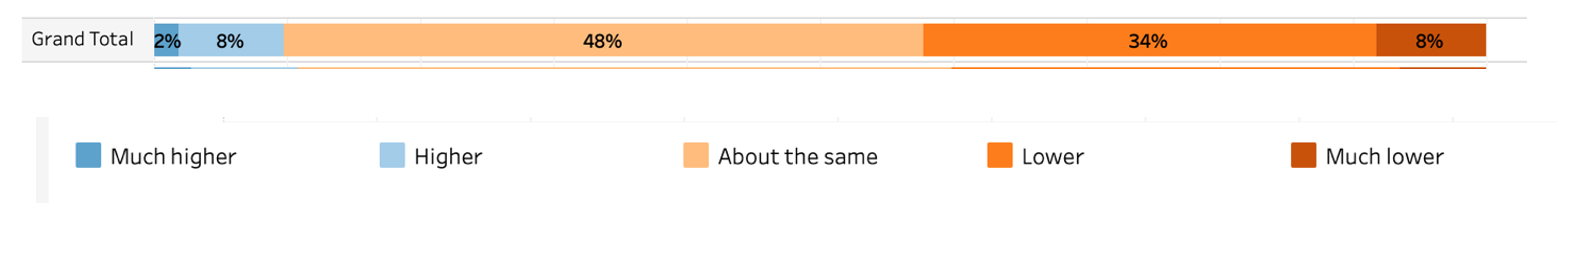 Grand Total 2% 8% 48% 34% 8%
Much higher Higher About the same Lower Much lower